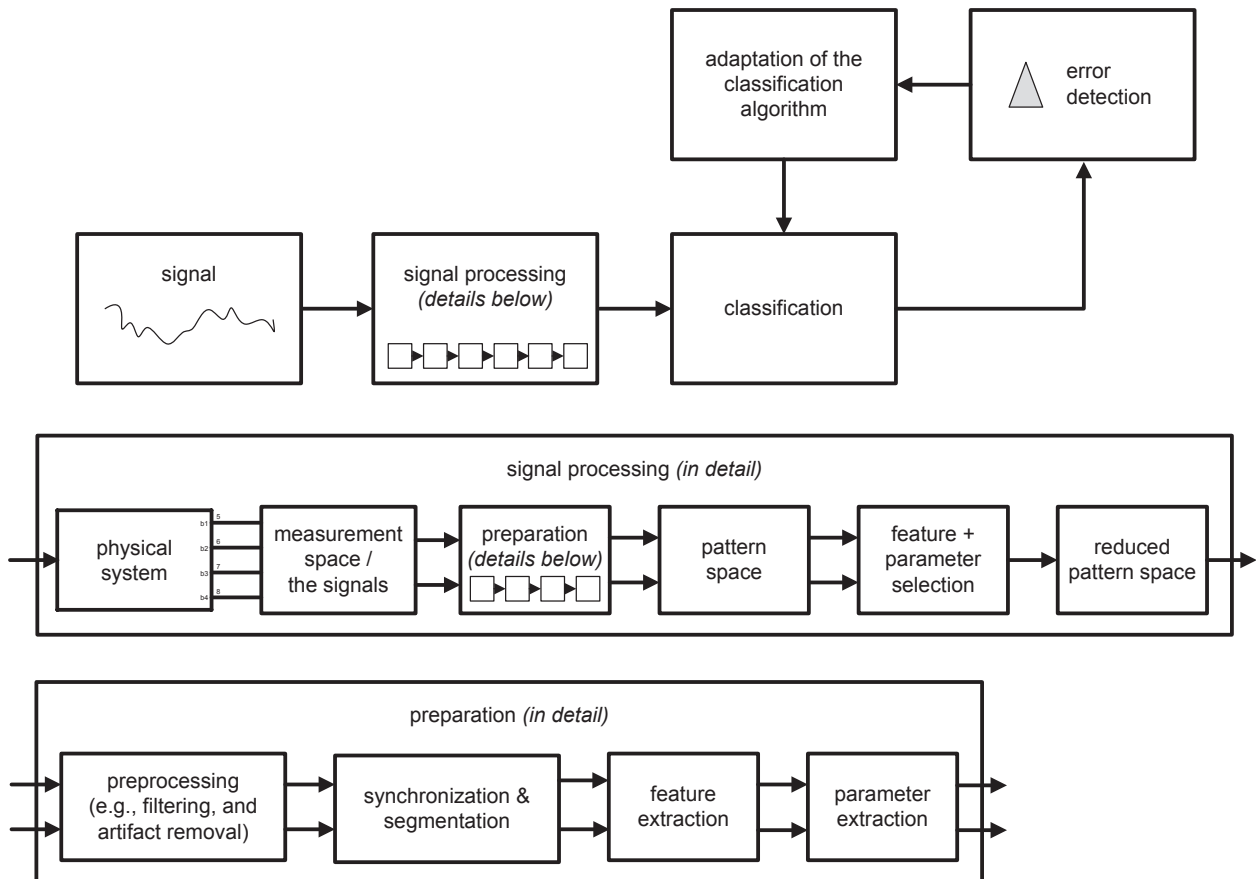 adaptation of the
classification
algorithm
error
detection
signal
signal processing
(details below)
classification
signal processing (in detail)
physical
system
b1
b2
b3
b4
5
6
7
8
measurement
space /
the signals
preparation
(details below)
pattern
space
feature +
parameter
selection
reduced
pattern space
preparation (in detail)
preprocessing
(e.g., filtering, and
artifact removal)
synchronization &
segmentation
feature
extraction
parameter
extraction